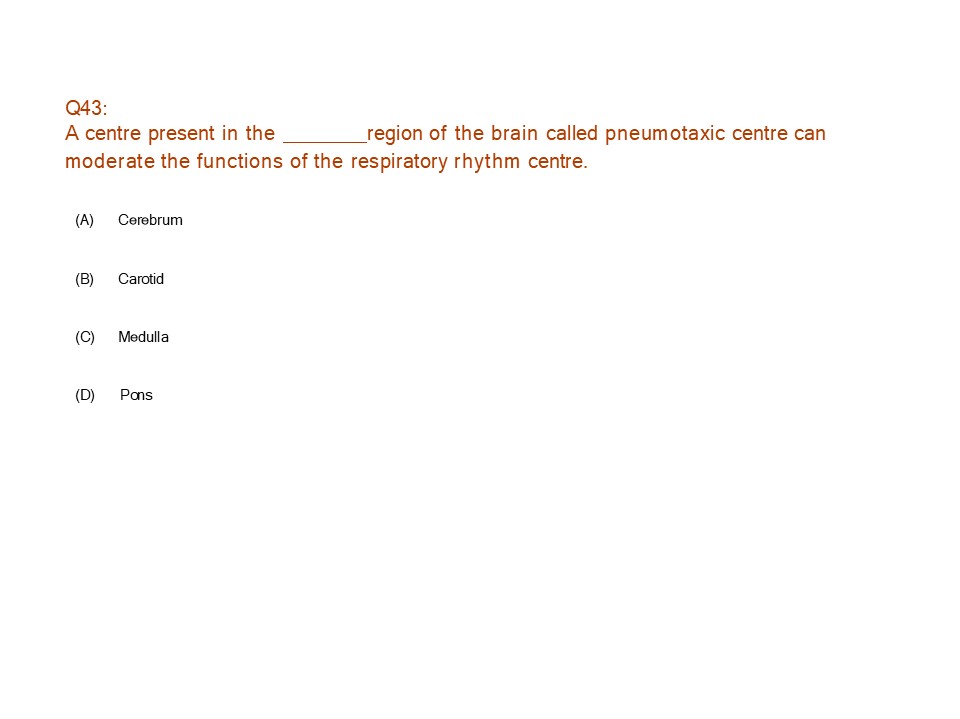 Q43:
A centre present in the ________region of the brain called pneumotaxic centre can
moderate the functions of the respiratory rhythm centre.
(A) Cerebrum
(B) Carotid
(C) Medulla
(D) Pons